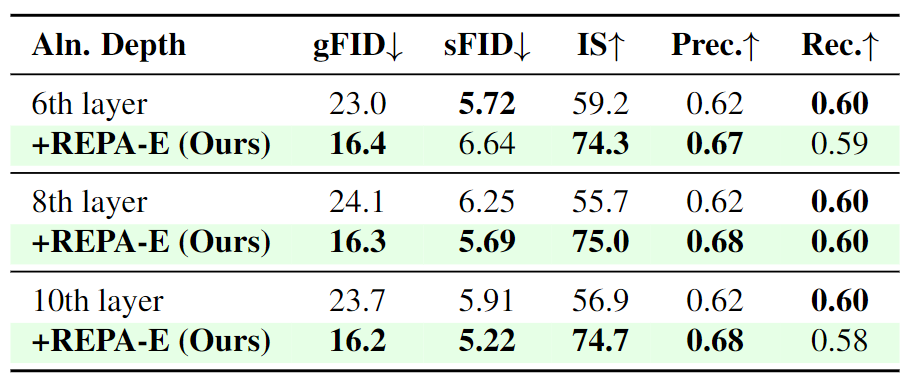 Aln. Depth gFID↓ sFID↓ IS↑ Prec.↑ Rec.↑
6th layer 23.0 5.72 59.2 0.62 0.60
+REPA-E (Ours) 16.4 6.64 74.3 0.67 0.59
8th layer 24.1 6.25 55.7 0.62 0.60
+REPA-E (Ours) 16.3 5.69 75.0 0.68 0.60
10th layer 23.7 5.91 56.9 0.62 0.60
+REPA-E (Ours) 16.2 5.22 74.7 0.68 0.58